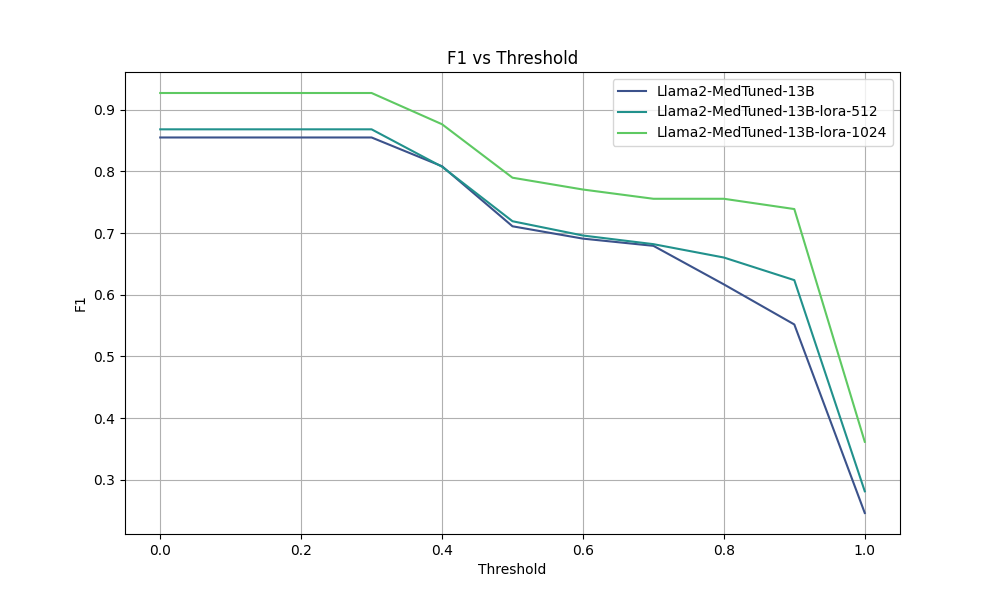 F1 vs Threshold
Llama2-MedTuned-13B
Llama2-MedTuned-13B-lora-512
Llama2-MedTuned-13B-lora-1024
F1
0.9
0.8
0.7
0.6
0.5
0.4
0.3
0.0 0.2 0.4 0.6 0.8 1.0
Threshold